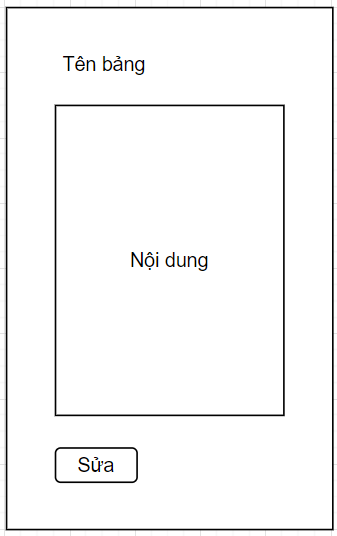 Tên bảng
Nội dung
Sửa